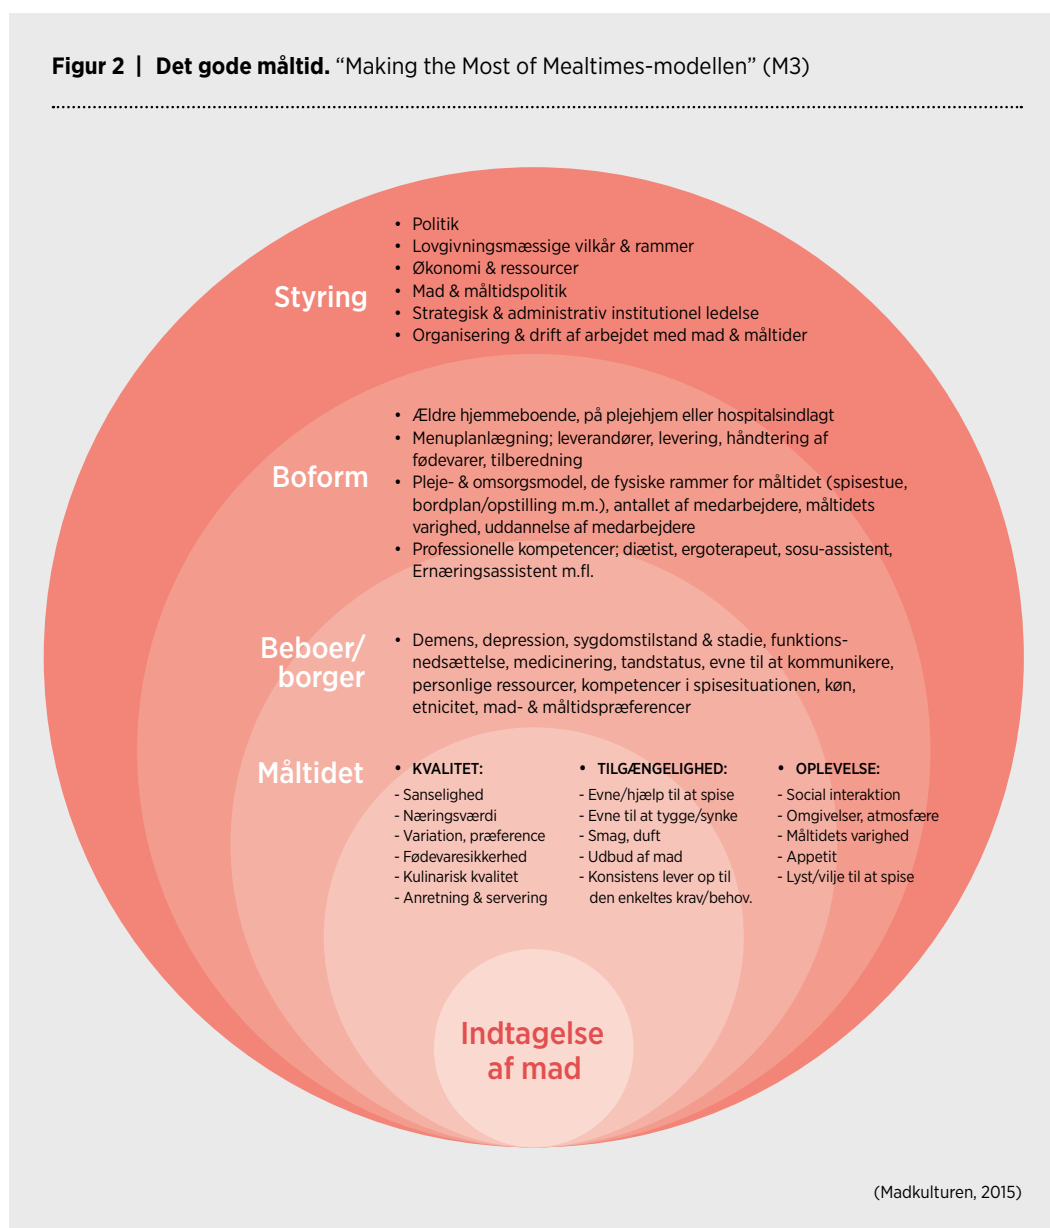 Figur 2 | Det gode måltid. “Making the Most of Mealtimes-modellen” (M3)
Styring
• Politik
• Lovgivningsmæssige vilkår & rammer
• Økonomi & ressourcer
• Mad & måltidspolitik
• Strategisk & administrativ institutionel ledelse
• Organisering & drift af arbejdet med mad & måltider
Boform
• Ældre hjemmeboende, på plejehjem eller hospitalsindlagt
• Menuplanlægning; leverandører, levering, håndtering af
fødevarer, tilberedning
• Pleje- & omsorgsmodel, de fysiske rammer for måltidet (spisestue,
bordplan/opstilling m.m.), antallet af medarbejdere, måltidets
varighed, uddannelse af medarbejdere
• Professionelle kompetencer; diætist, ergoterapeut, sosu-assistent,
Ernæringsassistent m.fl.
Beboer/
borger
• Demens, depression, sygdomstilstand & stadie, funktions-
nedsættelse, medicinering, tandstatus, evne til at kommunikere,
personlige ressourcer, kompetencer i spisesituationen, køn,
etnicitet, mad- & måltidspræferencer
Måltidet
• KVALITET:
- Sanselighed
- Næringsværdi
- Variation, præference
- Fødevaresikkerhed
- Kulinarisk kvalitet
- Anretning & servering
• TILGÆNGELIGHED:
- Evne/hjælp til at spise
- Evne til at tygge/synke
- Smag, duft
- Udbud af mad
- Konsistens lever op til
den enkeltes krav/behov.
• OPLEVELSE:
- Social interaktion
- Omgivelser, atmosfære
- Måltidets varighed
- Appetit
- Lyst/vilje til at spise
Indtagelse
af mad
(Madkulturen, 2015)